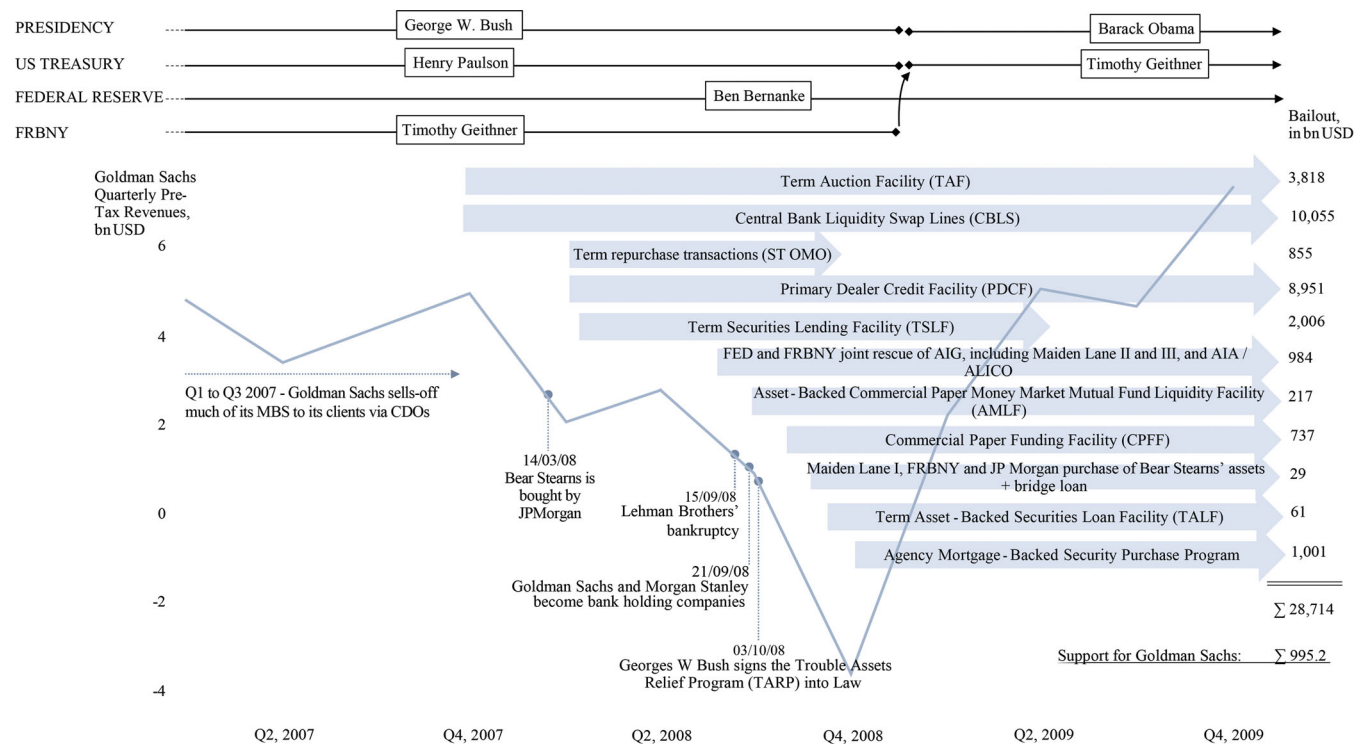 PRESIDENCY
George W. Bush
Barack Obama
US TREASURY
Henry Paulson
Timothy Geithner
FEDERAL RESERVE
Ben Bernanke
FRBNY
Timothy Geithner
Bailout,
in bn USD
Goldman Sachs
Quarterly Pre-
Tax Revenues,
bn USD
Term Auction Facility (TAF)
3,818
Central Bank Liquidity Swap Lines (CBLS)
10,055
6
Term repurchase transactions (ST OMO)
855
Primary Dealer Credit Facility (PDCF)
8,951
4
Term Securities Lending Facility (TSLF)
2,006
FED and FRBNY joint rescue of AIG, including Maiden Lane II and III, and AIA /
ALICO
984
Q1 to Q3 2007 - Goldman Sachs sells-off
much of its MBS to its clients via CDOs
Asset-Backed Commercial Paper Money Market Mutual Fund Liquidity Facility
(AMLF)
217
2
Commercial Paper Funding Facility (CPFF)
737
14/03/08
Bear Stearns is
bought by
JPMorgan
Maiden Lane I, FRBNY and JP Morgan purchase of Bear Stearns' assets
+ bridge loan
29
15/09/08
Lehman Brothers'
bankruptcy
0
Term Asset-Backed Securities Loan Facility (TALF)
61
Agency Mortgage-Backed Security Purchase Program
1,001
21/09/08
Goldman Sachs and Morgan Stanley
become bank holding companies
-2
∑ 28,714
03/10/08
Georges W Bush signs the Trouble Assets
Relief Program (TARP) into Law
Support for Goldman Sachs: ∑ 995.2
-4
Q2, 2007
Q4, 2007
Q2, 2008
Q4, 2008
Q2, 2009
Q4, 2009